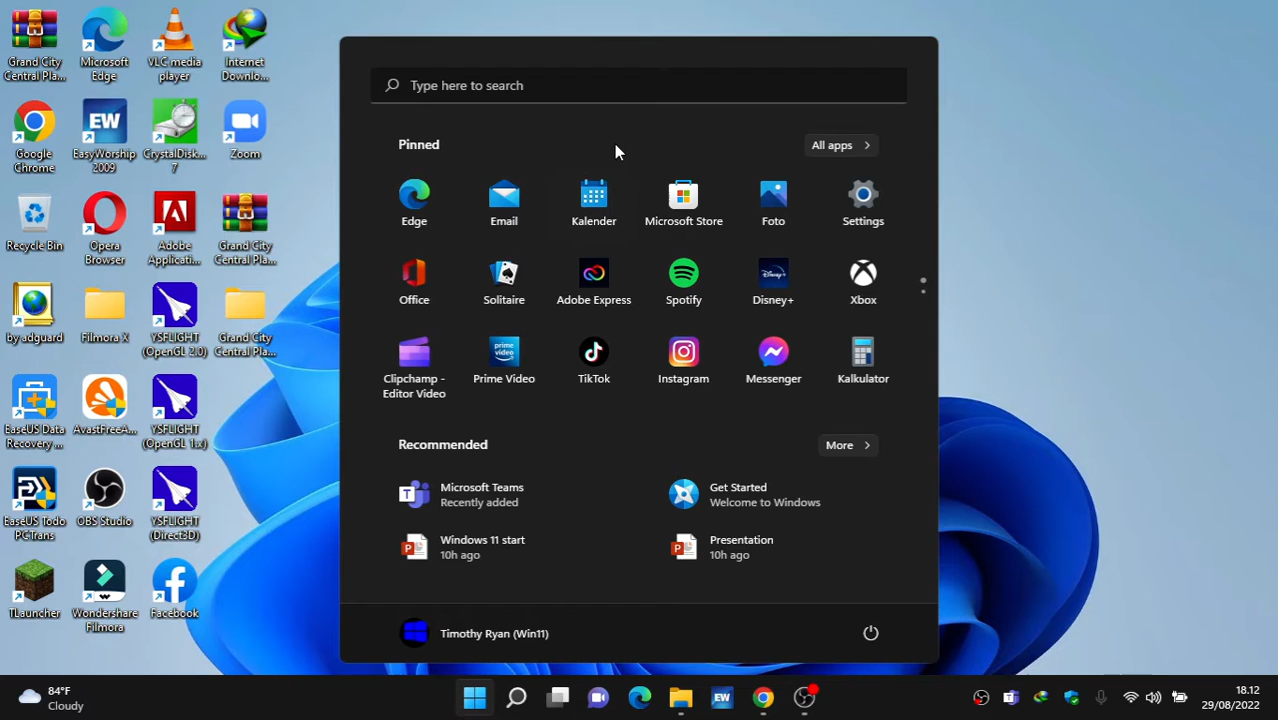 Grand City
Central Pla...
Microsoft
Edge
VLC media
player
Internet
Downlo...
Google
Chrome
EW
EasyWorship
2009
CrystalDisk...
7
Zoom
Recycle Bin
Opera
Browser
Adobe
Applicati...
Grand City
Central Pla...
by adguard
Filmora X
YSFLIGHT
(OpenGL 2.0)
Grand City
Central Pla...
EaseUS Data
Recovery ...
AvastFreeA...
YSFLIGHT
(OpenGL 1.x)
EaseUS Todo
PCTrans
OBS Studio
YSFLIGHT
(Direct3D)
TLauncher
Wondershare
Filmora
Facebook
Type here to search
Pinned
All apps
Edge
Email
Kalender
Microsoft Store
Foto
Settings
Office
Solitaire
Adobe Express
Spotify
Disney+
Disney+
Xbox
Clipchamp -
Editor Video
prime
video
Prime Video
TikTok
Instagram
Messenger
Kalkulator
Recommended
More
Microsoft Teams
Recently added
Get Started
Welcome to Windows
Windows 11 start
10h ago
Presentation
10h ago
Timothy Ryan (Win11)
84°F
Cloudy
EW
18.12
29/08/2022